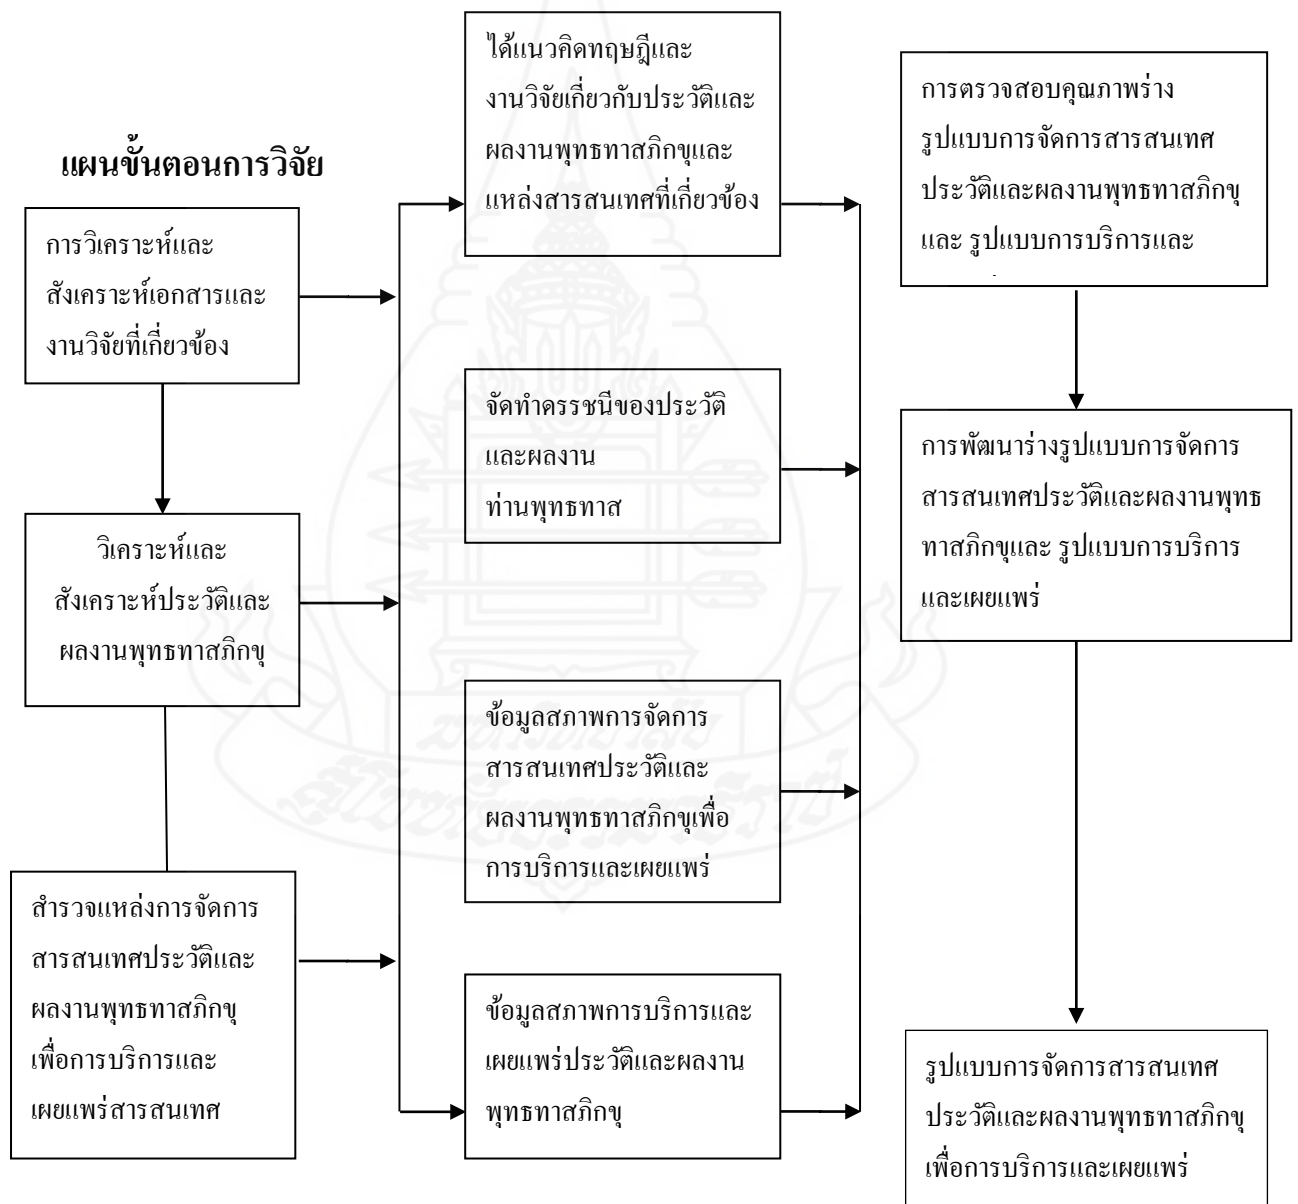 แผนขั้นตอนการวิจัย
การวิเคราะห์และ
สังเคราะห์เอกสารและ
งานวิจัยที่เกี่ยวข้อง
วิเคราะห์และ
สังเคราะห์ประวัติและ
ผลงานพุทธทาสภิกขุ
สำรวจแหล่งการจัดการ
สารสนเทศประวัติและ
ผลงานพุทธทาสภิกขุ
เพื่อการบริการและ
เผยแพร่สารสนเทศ
ได้แนวคิดทฤษฎีและ
งานวิจัยเกี่ยวกับประวัติและ
ผลงานพุทธทาสภิกขุและ
แหล่งสารสนเทศที่เกี่ยวข้อง
จัดทำดรรชนีของประวัติ
และผลงาน
ท่านพุทธทาส
ข้อมูลสภาพการจัดการ
สารสนเทศประวัติและ
ผลงานพุทธทาสภิกขุเพื่อ
การบริการและเผยแพร่
ข้อมูลสภาพการบริการและ
เผยแพร่ประวัติและผลงาน
พุทธทาสภิกขุ
การตรวจสอบคุณภาพร่าง
รูปแบบการจัดการสารสนเทศ
ประวัติและผลงานพุทธทาสภิกขุ
และ รูปแบบการบริการและ
การพัฒนาร่างรูปแบบการจัดการ
สารสนเทศประวัติและผลงานพุทธ
ทาสภิกขุและ รูปแบบการบริการ
และเผยแพร่
รูปแบบการจัดการสารสนเทศ
ประวัติและผลงานพุทธทาสภิกขุ
เพื่อการบริการและเผยแพร่
มหาวิทยาลัย
สุโขทัยธรรมาธิราช